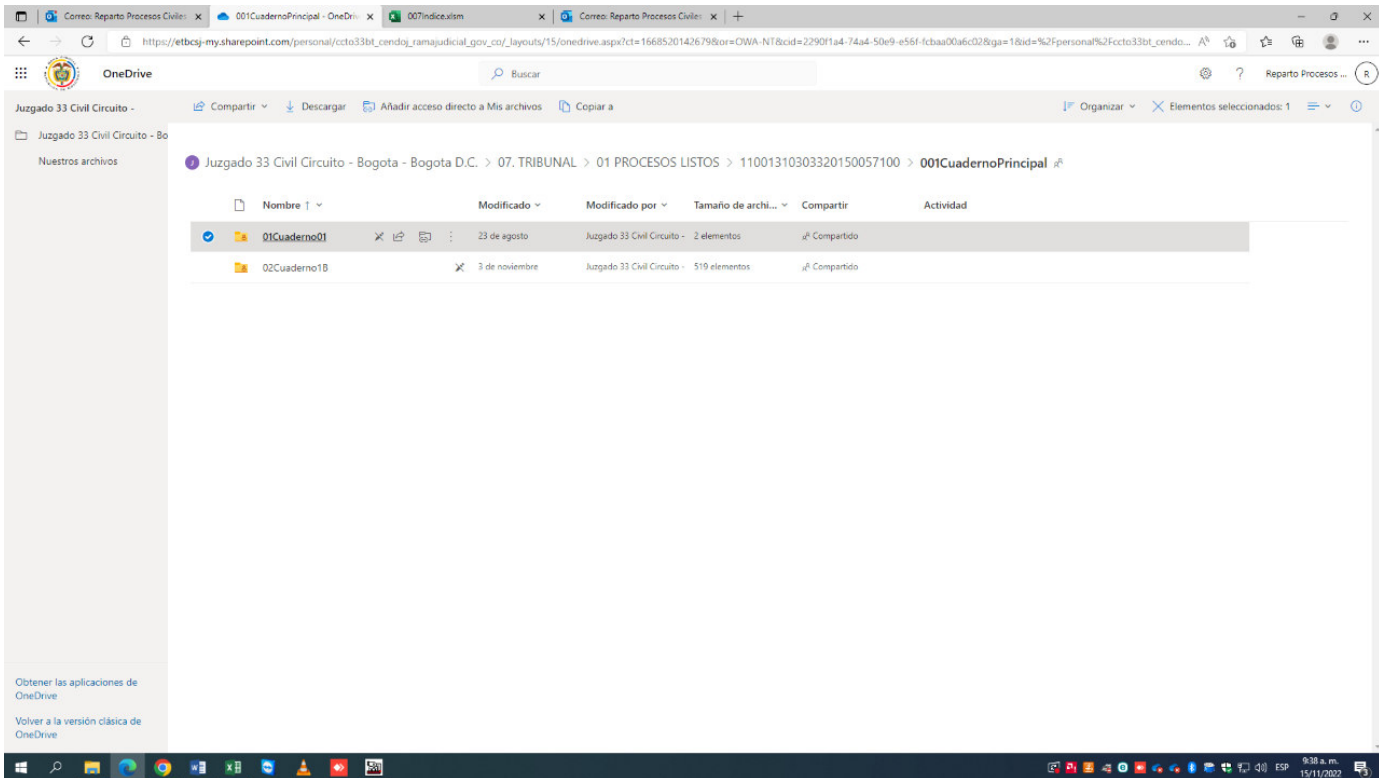 Correo: Reparto Procesos Civiles
001CuadernoPrincipal - OneDriv
007Indice.xlsm
Correo: Reparto Procesos Civiles
https://etbcsj-my.sharepoint.com/personal/ccto33bt_cendoj_ramajudicial_gov_co/_layouts/15/onedrive.aspx?ct=1668520142679&or=OWA-NT&cid=2290f1a4-74a4-50e9-e56f-fcbaa00a6c02&ga=1&id=%2Fpersonal%2Fccto33bt_cendo...
OneDrive
Buscar
Reparto Procesos ...
R
Juzgado 33 Civil Circuito -
Compartir
Descargar
Añadir acceso directo a Mis archivos
Copiar a
Organizar
Elementos seleccionados: 1
Juzgado 33 Civil Circuito - Bo
Nuestros archivos
J Juzgado 33 Civil Circuito - Bogota - Bogota D.C. > 07. TRIBUNAL > 01 PROCESOS LISTOS > 11001310303320150057100 > 001CuadernoPrincipal
Nombre ↑ Modificado Modificado por Tamaño de archi... Compartir Actividad
01Cuaderno01 23 de agosto Juzgado 33 Civil Circuito - 2 elementos Compartido
02Cuaderno1B 3 de noviembre Juzgado 33 Civil Circuito - 519 elementos Compartido
Obtener las aplicaciones de
OneDrive
Volver a la versión clásica de
OneDrive
ESP
9:38 a. m.
15/11/2022